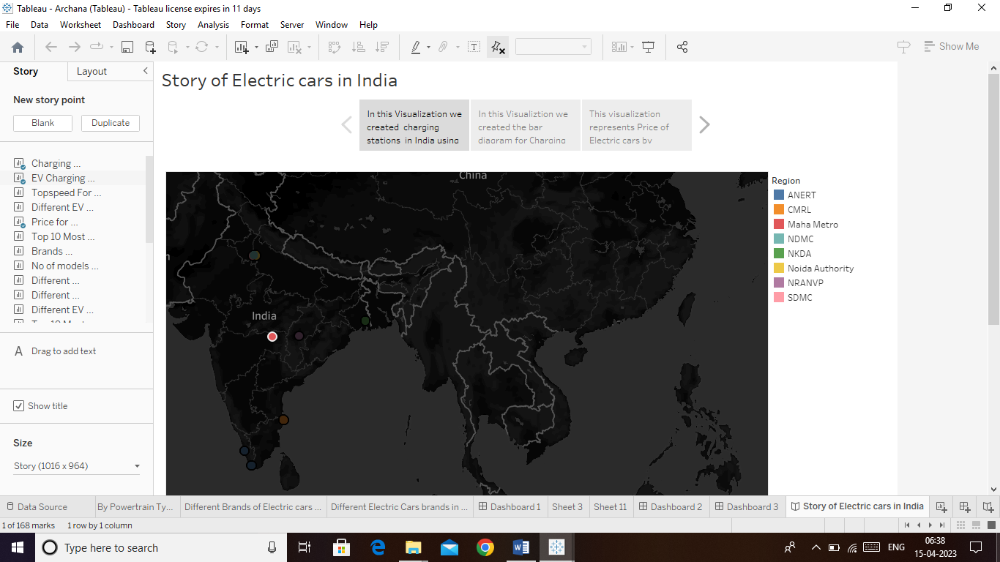 Tableau - Archana (Tableau) - Tableau license expires in 11 days
File Data Worksheet Dashboard Story Analysis Format Server Window Help
Show Me
Story Layout
New story point
Blank Duplicate
Charging ...
EV Charging ...
Topspeed For ...
Different EV ...
Price for ...
Top 10 Most ...
Brands ...
No of models ...
Different ...
Different ...
Different EV ...
A Drag to add text
Show title
Size
Story (1016 x 964)
Story of Electric cars in India
In this Visualization we
created charging
stations in India using
In this Visualiztion we
created the bar
diagram for Charging
This visualization
represents Price of
Electric cars by
China
India
Region
ANERT
CMRL
Maha Metro
NDMC
NKDA
Noida Authority
NRANVP
SDMC
Data Source By Powertrain Ty... Different Brands of Electric cars ... Different Electric Cars brands in ... Dashboard 1 Sheet 3 Sheet 11 Dashboard 2 Dashboard 3 Story of Electric cars in India
1 of 168 marks 1 row by 1 column
Type here to search
ENG
06:38
15-04-2023